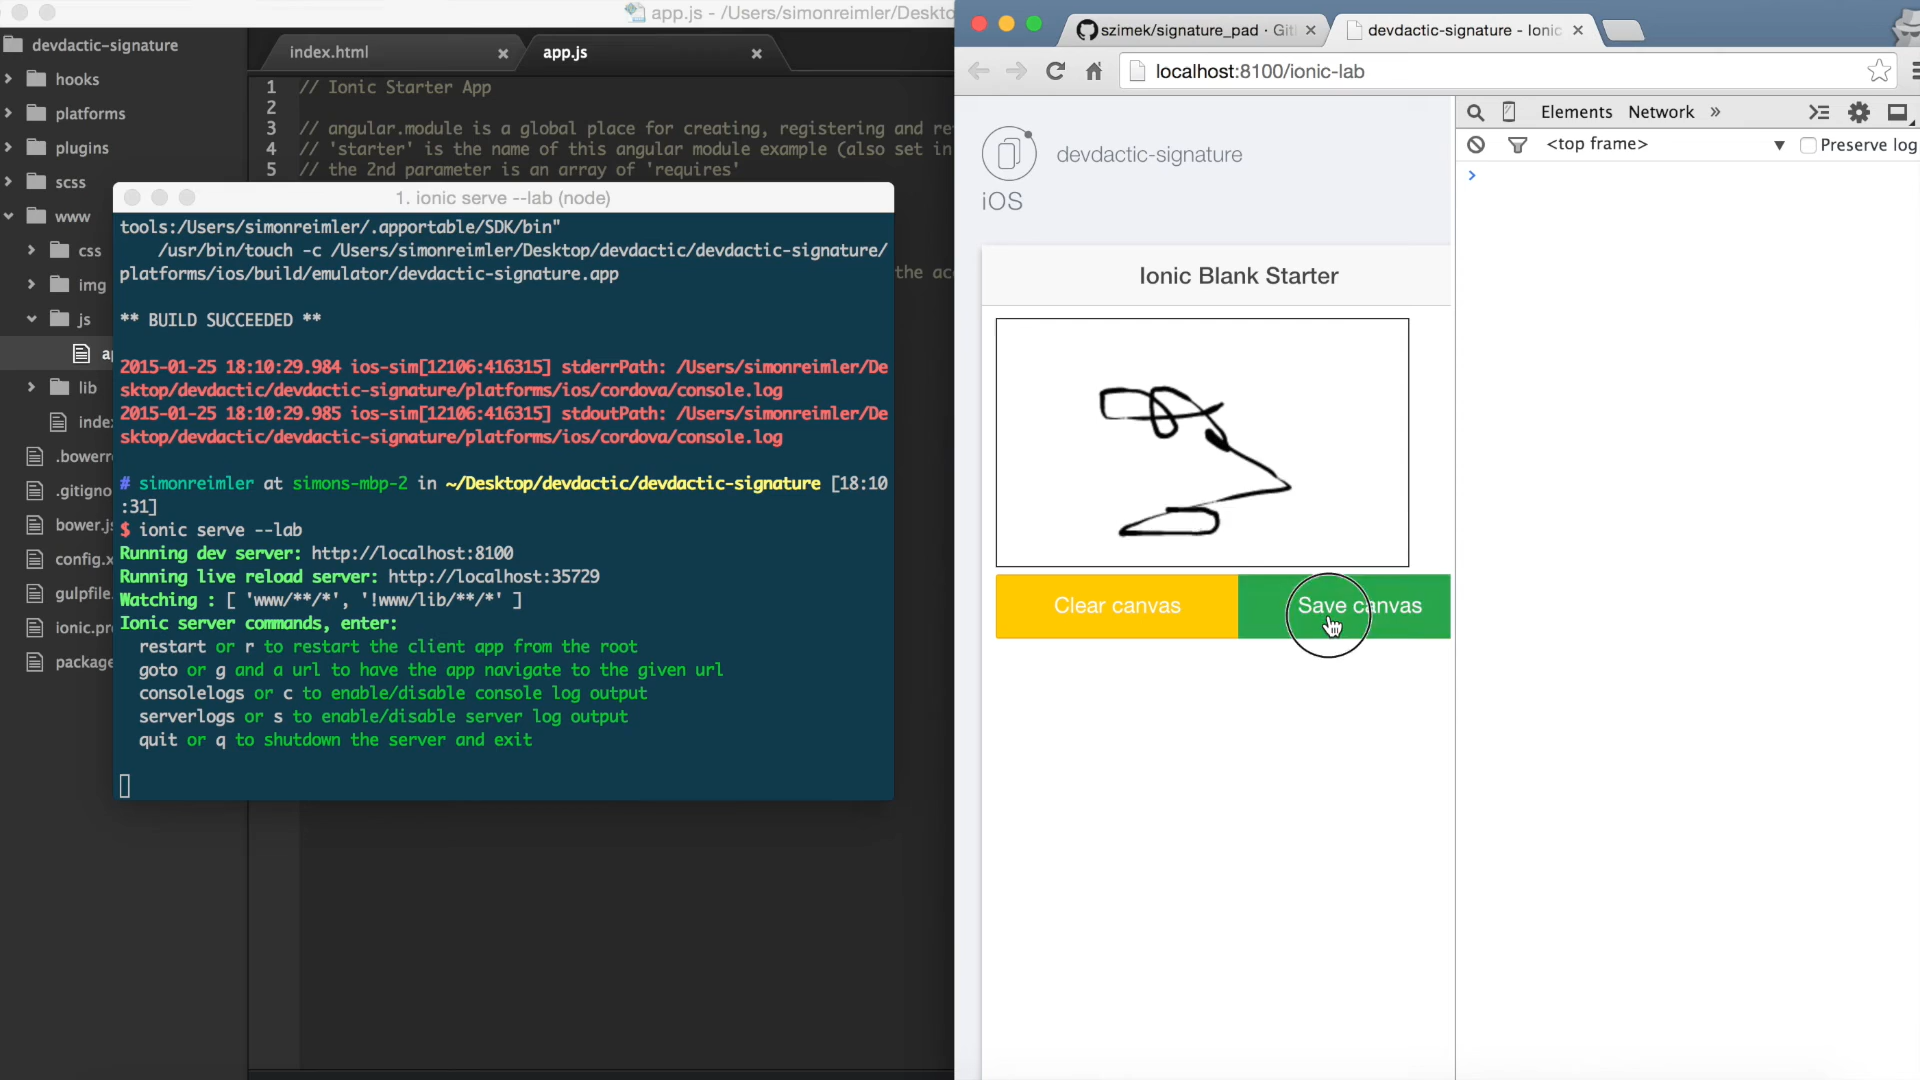 app.js - /Users/simonreimler/Deskto
devdactic-signature
hooks
platforms
plugins
scss
www
css
img
js
lib
.bowerr
.gitigno
bower.js
config.x
gulpfile.
ionic.pr
package
index.html
app.js
1 // Ionic Starter App
2
3 // angular.module is a global place for creating, registering and re
4 // 'starter' is the name of this angular module example (also set in
5 // the 2nd parameter is an array of 'requires'
1. ionic serve --lab (node)
tools:/Users/simonreimler/.apportable/SDK/bin"
/usr/bin/touch -c /Users/simonreimler/Desktop/devdactic/devdactic-signature/
platforms/ios/build/emulator/devdactic-signature.app
** BUILD SUCCEEDED **
2015-01-25 18:10:29.984 ios-sim[12106:416315] stderrPath: /Users/simonreimler/De
sktop/devdactic/devdactic-signature/platforms/ios/cordova/console.log
2015-01-25 18:10:29.985 ios-sim[12106:416315] stdoutPath: /Users/simonreimler/De
sktop/devdactic/devdactic-signature/platforms/ios/cordova/console.log
# simonreimler at simons-mbp-2 in ~/Desktop/devdactic/devdactic-signature [18:10
:31]
$ ionic serve --lab
Running dev server: http://localhost:8100
Running live reload server: http://localhost:35729
Watching : [ 'www/**/*', '!www/lib/**/*' ]
Ionic server commands, enter:
restart or r to restart the client app from the root
goto or g and a url to have the app navigate to the given url
consolelogs or c to enable/disable console log output
serverlogs or s to enable/disable server log output
quit or q to shutdown the server and exit
szimek/signature_pad · Git
devdactic-signature - Ionic
localhost:8100/ionic-lab
devdactic-signature
iOS
Ionic Blank Starter
Clear canvas
Save canvas
Elements Network »
<top frame>
Preserve log